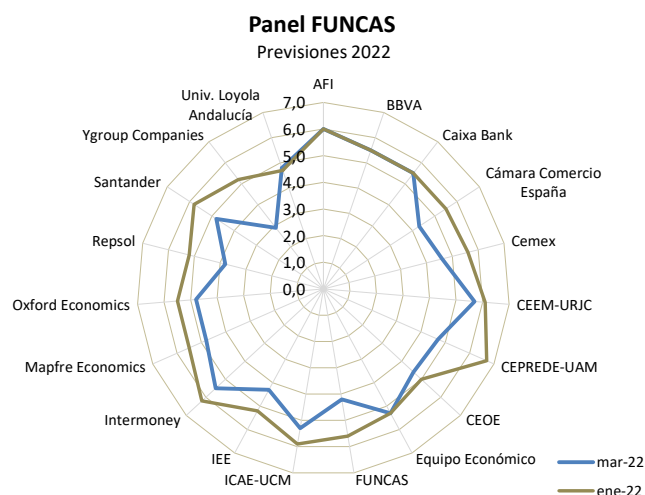 Panel FUNCAS
Previsiones 2022
AFI
BBVA
Caixa Bank
Cámara Comercio
España
Cemex
CEEM-URJC
CEPREDE-UAM
CEOE
Equipo Económico
FUNCAS
ICAE-UCM
IEE
Intermoney
Mapfre Economics
Oxford Economics
Repsol
Santander
Ygroup Companies
Univ. Loyola
Andalucía
7,0
6,0
5,0
4,0
3,0
2,0
1,0
0,0
mar-22
ene-22